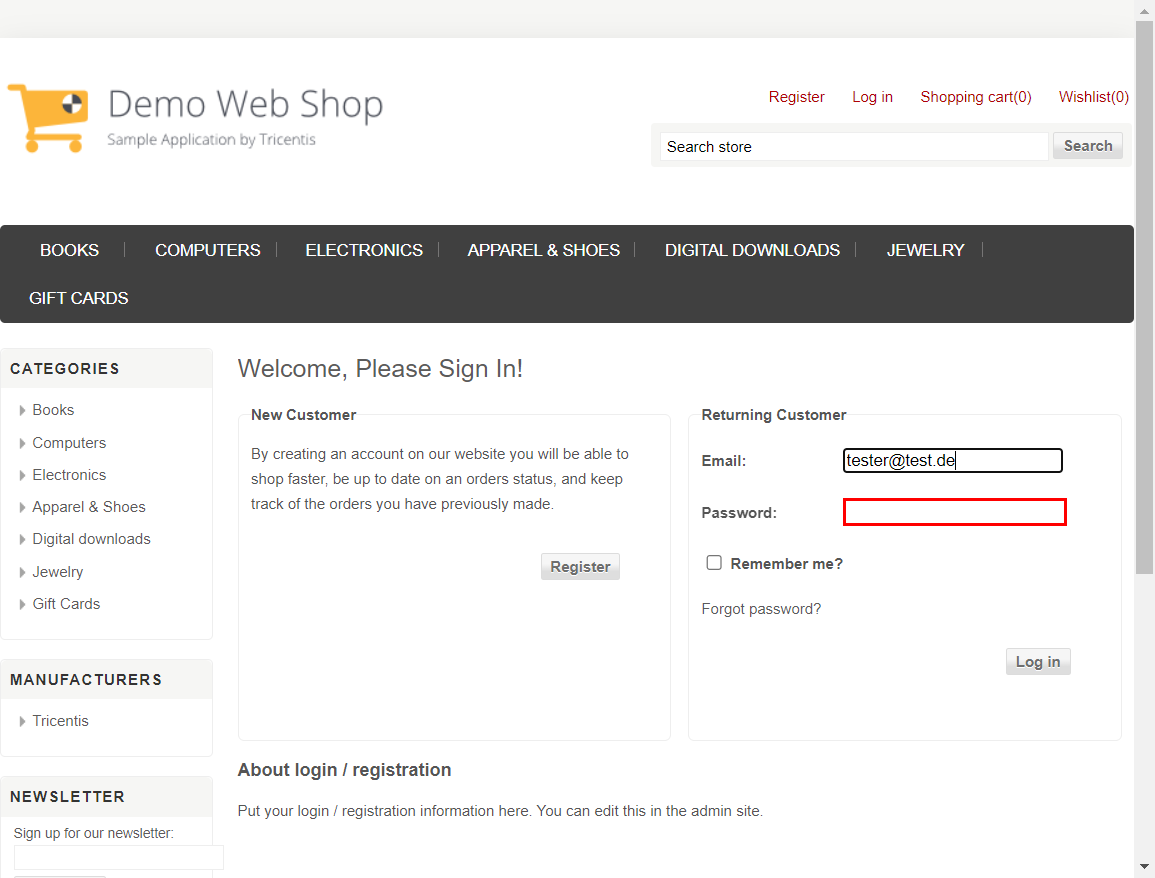 Demo Web Shop
Sample Application by Tricentis
Register Log in Shopping cart(0) Wishlist(0)
Search store Search
BOOKS COMPUTERS ELECTRONICS APPAREL & SHOES DIGITAL DOWNLOADS JEWELRY
GIFT CARDS
CATEGORIES
Books
Computers
Electronics
Apparel & Shoes
Digital downloads
Jewelry
Gift Cards
MANUFACTURERS
Tricentis
NEWSLETTER
Sign up for our newsletter:
Welcome, Please Sign In!
New Customer
By creating an account on our website you will be able to
shop faster, be up to date on an orders status, and keep
track of the orders you have previously made.
Register
Returning Customer
Email: tester@test.de
Password:
Remember me?
Forgot password?
Log in
About login / registration
Put your login / registration information here. You can edit this in the admin site.